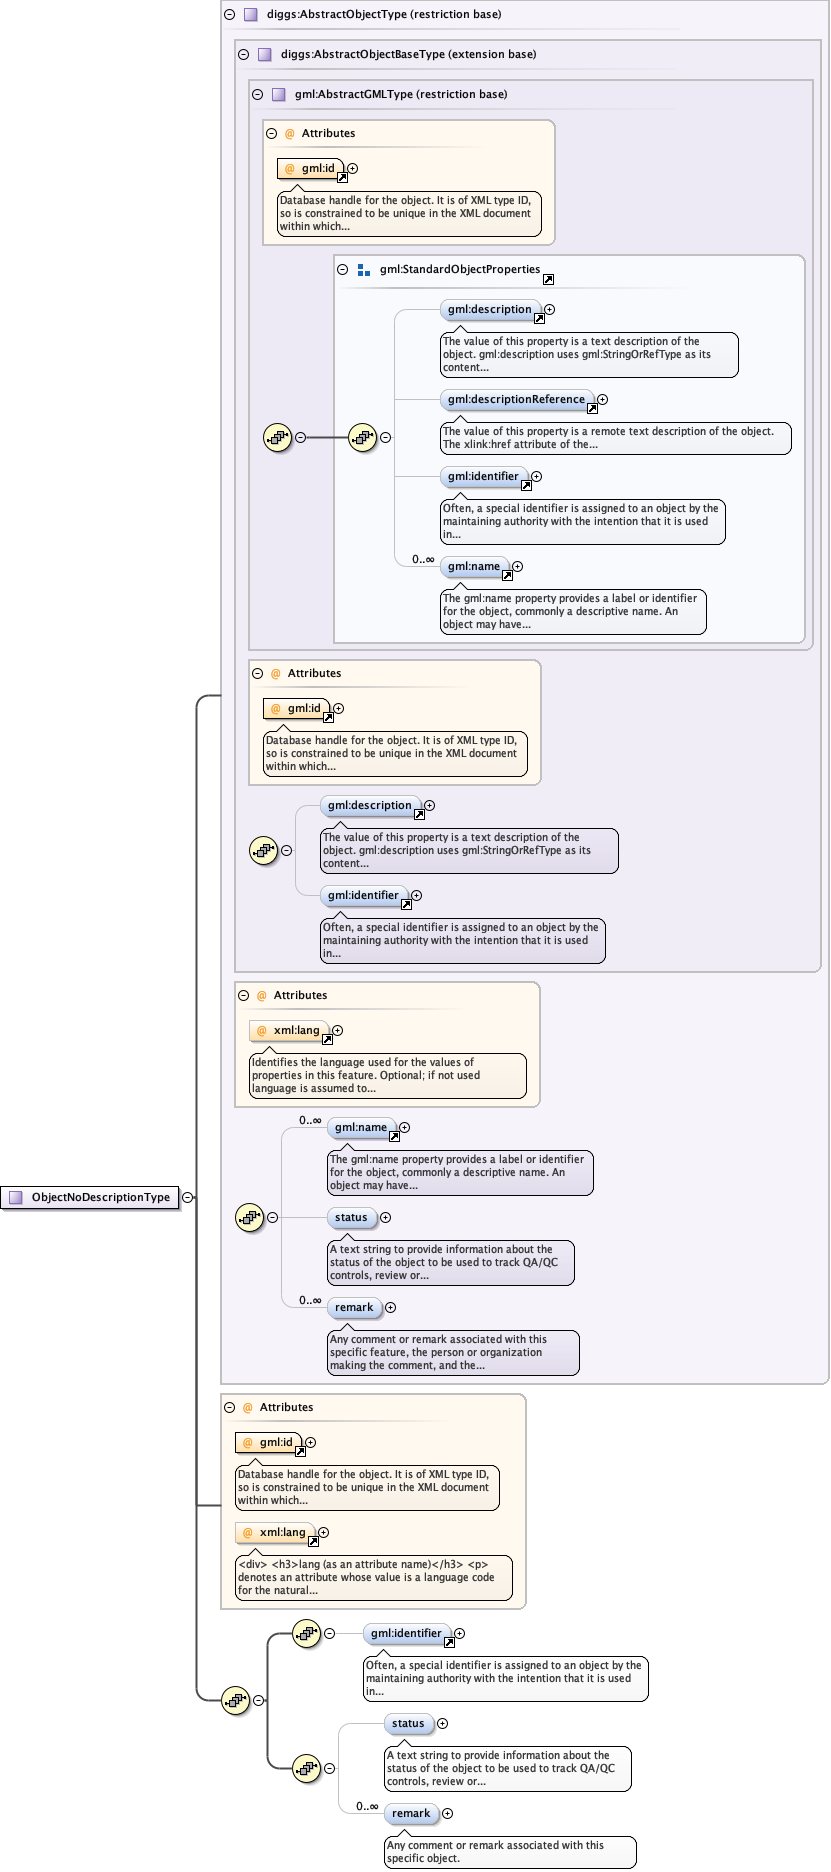 diggs:AbstractObjectType (restriction base)
diggs:AbstractObjectBaseType (extension base)
gml:AbstractGMLType (restriction base)
@ Attributes
@ gml:id
Database handle for the object. It is of XML type ID,
so is constrained to be unique in the XML document
within which...
gml:StandardObjectProperties
gml:description
The value of this property is a text description of the
object. gml:description uses gml:StringOrRefType as its
content...
gml:descriptionReference
The value of this property is a remote text description of the object.
The xlink:href attribute of the...
gml:identifier
Often, a special identifier is assigned to an object by the
maintaining authority with the intention that it is used
in...
0..∞
gml:name
The gml:name property provides a label or identifier
for the object, commonly a descriptive name. An
object may have...
@ Attributes
@ gml:id
Database handle for the object. It is of XML type ID,
so is constrained to be unique in the XML document
within which...
gml:description
The value of this property is a text description of the
object. gml:description uses gml:StringOrRefType as its
content...
gml:identifier
Often, a special identifier is assigned to an object by the
maintaining authority with the intention that it is used
in...
@ Attributes
@ xml:lang
Identifies the language used for the values of
properties in this feature. Optional; if not used
language is assumed to...
0..∞
gml:name
The gml:name property provides a label or identifier
for the object, commonly a descriptive name. An
object may have...
ObjectNoDescriptionType
status
A text string to provide information about the
status of the object to be used to track QA/QC
controls, review or...
0..∞
remark
Any comment or remark associated with this
specific feature, the person or organization
making the comment, and the...
@ Attributes
@ gml:id
Database handle for the object. It is of XML type ID,
so is constrained to be unique in the XML document
within which...
@ xml:lang
<div> <h3>lang (as an attribute name)</h3> <p>
denotes an attribute whose value is a language code
for the natural...
gml:identifier
Often, a special identifier is assigned to an object by the
maintaining authority with the intention that it is used
in...
status
A text string to provide information about the
status of the object to be used to track QA/QC
controls, review or...
0..∞
remark
Any comment or remark associated with this
specific object.